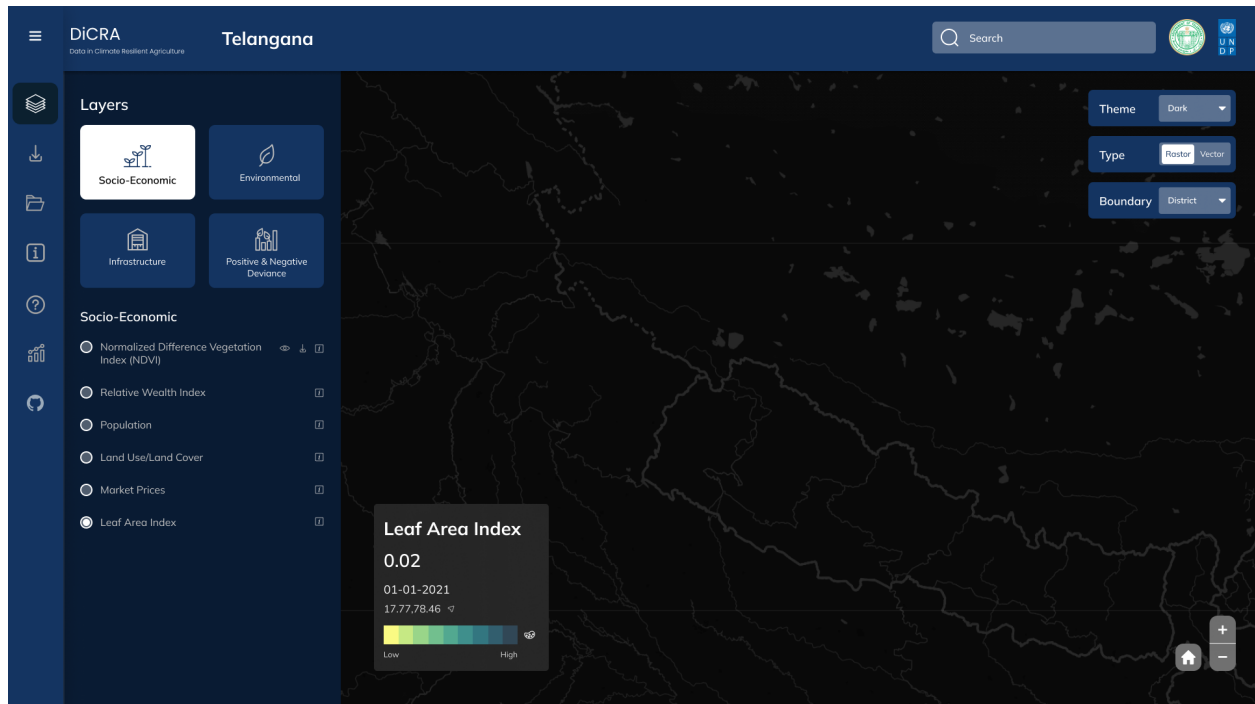 DiCRA
Data in Climate Resilient Agriculture
Telangana
Search
U N
D P
Layers
Socio-Economic
Environmental
Infrastructure
Positive & Negative
Deviance
Socio-Economic
Normalized Difference Vegetation
Index (NDVI)
Relative Wealth Index
Population
Land Use/Land Cover
Market Prices
Leaf Area Index
Theme
Dark
Type
Rastor
Vector
Boundary
District
Leaf Area Index
0.02
01-01-2021
17.77,78.46
Low
High
+
−